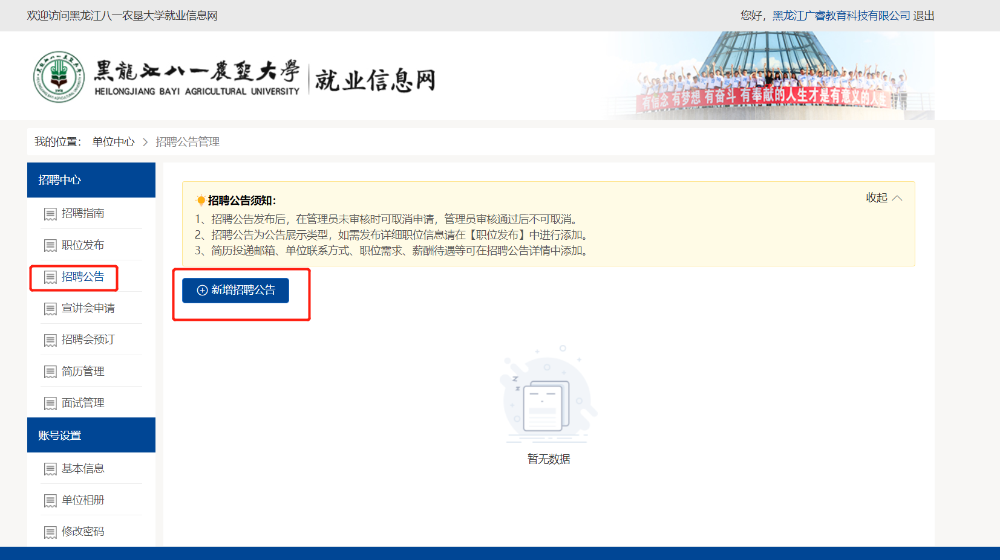 欢迎访问黑龙江八一农垦大学就业信息网
您好，黑龙江广睿教育科技有限公司 退出
黑龍江八一農墾大學
HEILONGJIANG BAYI AGRICULTURAL UNIVERSITY
就业信息网
有信念 有梦想 有奋斗 有奉献的人生才是有意义的人生
我的位置： 单位中心 > 招聘公告管理
招聘中心
招聘指南
职位发布
招聘公告
宣讲会申请
招聘会预订
简历管理
面试管理
账号设置
基本信息
单位相册
修改密码
招聘公告须知：
收起
1、招聘公告发布后，在管理员未审核时可取消申请，管理员审核通过后不可取消。
2、招聘公告为公告展示类型，如需发布详细职位信息请在【职位发布】中进行添加。
3、简历投递邮箱、单位联系方式、职位需求、薪酬待遇等可在招聘公告详情中添加。
新增招聘公告
暂无数据